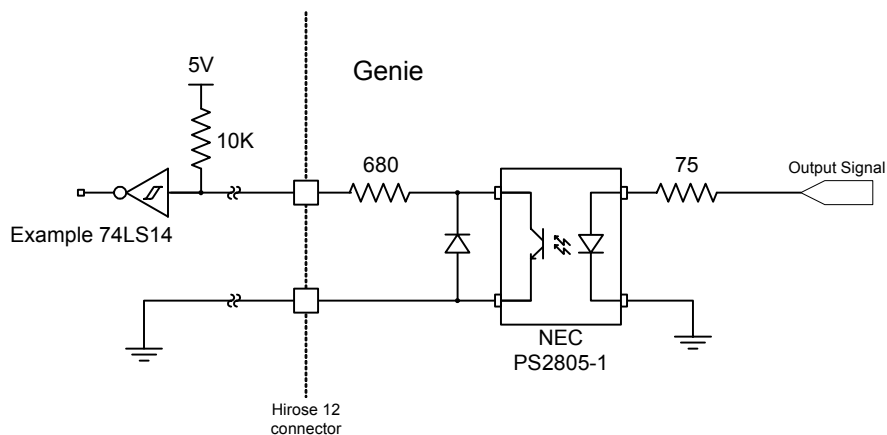 5V
Genie
10K
680
75
Output Signal
Example 74LS14
NEC
PS2805-1
Hirose 12
connector